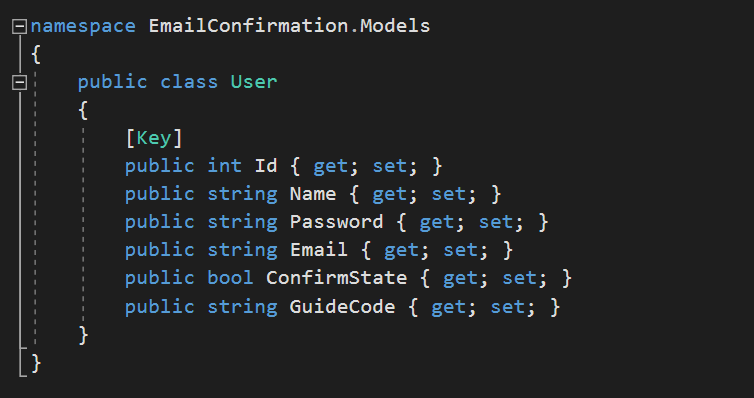 namespace EmailConfirmation.Models
{
    public class User
    {
        [Key]
        public int Id { get; set; }
        public string Name { get; set; }
        public string Password { get; set; }
        public string Email { get; set; }
        public bool ConfirmState { get; set; }
        public string GuideCode { get; set; }
    }
}